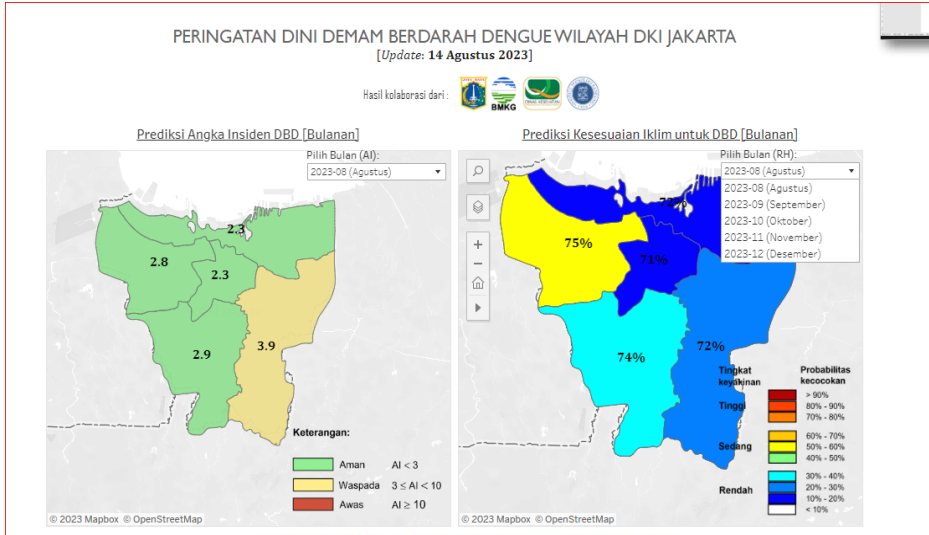 PERINGATAN DINI DEMAM BERDARAH DENGUE WILAYAH DKI JAKARTA
[Update: 14 Agustus 2023]
Hasil kolaborasi dari :
BMKG
Prediksi Angka Insiden DBD [Bulanan]
Pilih Bulan (AI):
2023-08 (Agustus)
2.3
2.8
2.3
2.9
3.9
Keterangan:
Aman AI < 3
Waspada 3 ≤ AI < 10
Awas AI ≥ 10
© 2023 Mapbox © OpenStreetMap
Prediksi Kesesuaian Iklim untuk DBD [Bulanan]
Pilih Bulan (RH):
2023-08 (Agustus)
2023-08 (Agustus)
2023-09 (September)
2023-10 (Oktober)
2023-11 (November)
2023-12 (Desember)
72%
75%
71%
74%
72%
Tingkat keyakinan
Probabilitas kecocokan
Tinggi
> 90%
80% - 90%
70% - 80%
Sedang
60% - 70%
50% - 60%
40% - 50%
Rendah
30% - 40%
20% - 30%
10% - 20%
< 10%
© 2023 Mapbox © OpenStreetMap